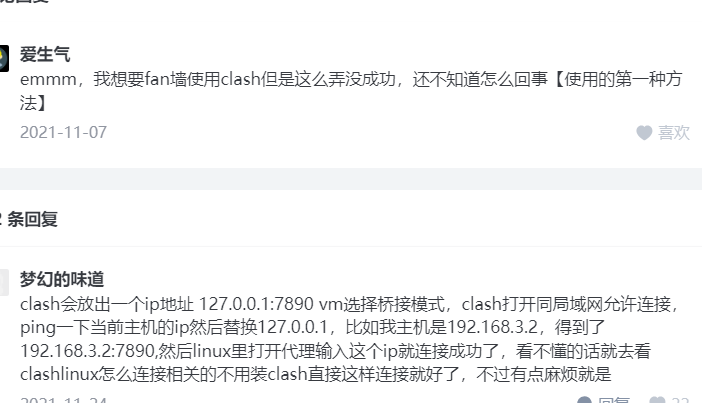 爱生气
emmm，我想要fan墙使用clash但是这么弄没成功，还不知道怎么回事【使用的第一种方
法】
2021-11-07 喜欢
2 条回复
梦幻的味道
clash会放出一个ip地址 127.0.0.1:7890 vm选择桥接模式，clash打开同局域网允许连接，
ping一下当前主机的ip然后替换127.0.0.1，比如我主机是192.168.3.2，得到了
192.168.3.2:7890,然后linux里打开代理输入这个ip就连接成功了，看不懂的话就去看
clashlinux怎么连接相关的不用装clash直接这样连接就好了，不过有点麻烦就是
2021-11-24 回复